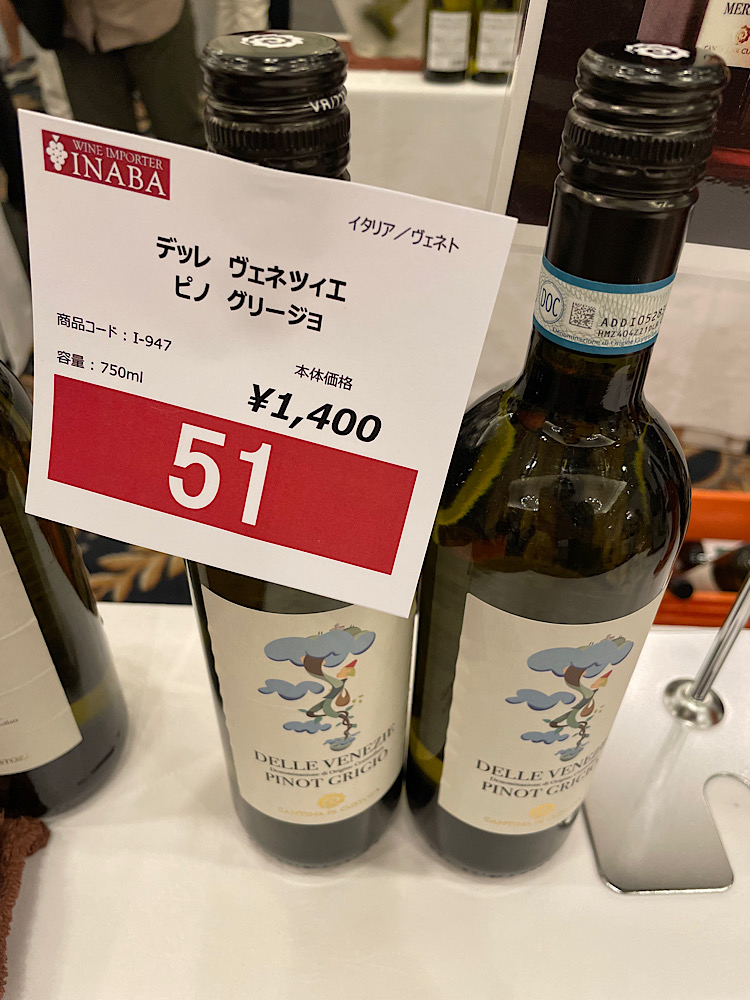 WINE IMPORTER
INABA
イタリア／ヴェネト
デッレ ヴェネツィエ
ピノ グリージョ
商品コード：I-947
容量：750ml
本体価格
¥1,400
51
DOC
DELLE VENEZIE
PINOT GRIGIO
DELLE VENEZIE
PINOT GRIGIO
MER